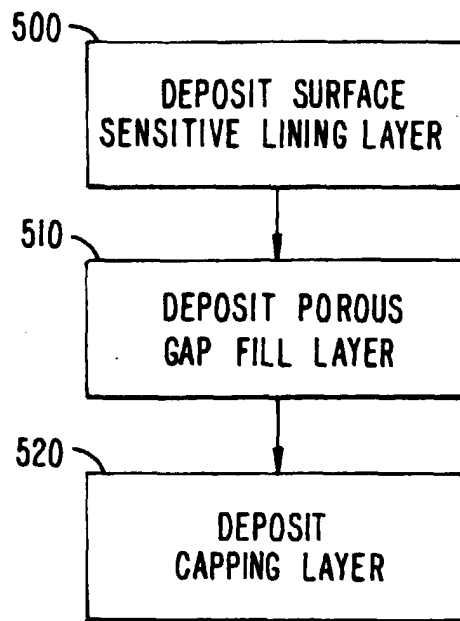 500
DEPOSIT SURFACE
SENSITIVE LINING LAYER
510
DEPOSIT POROUS
GAP FILL LAYER
520
DEPOSIT
CAPPING LAYER